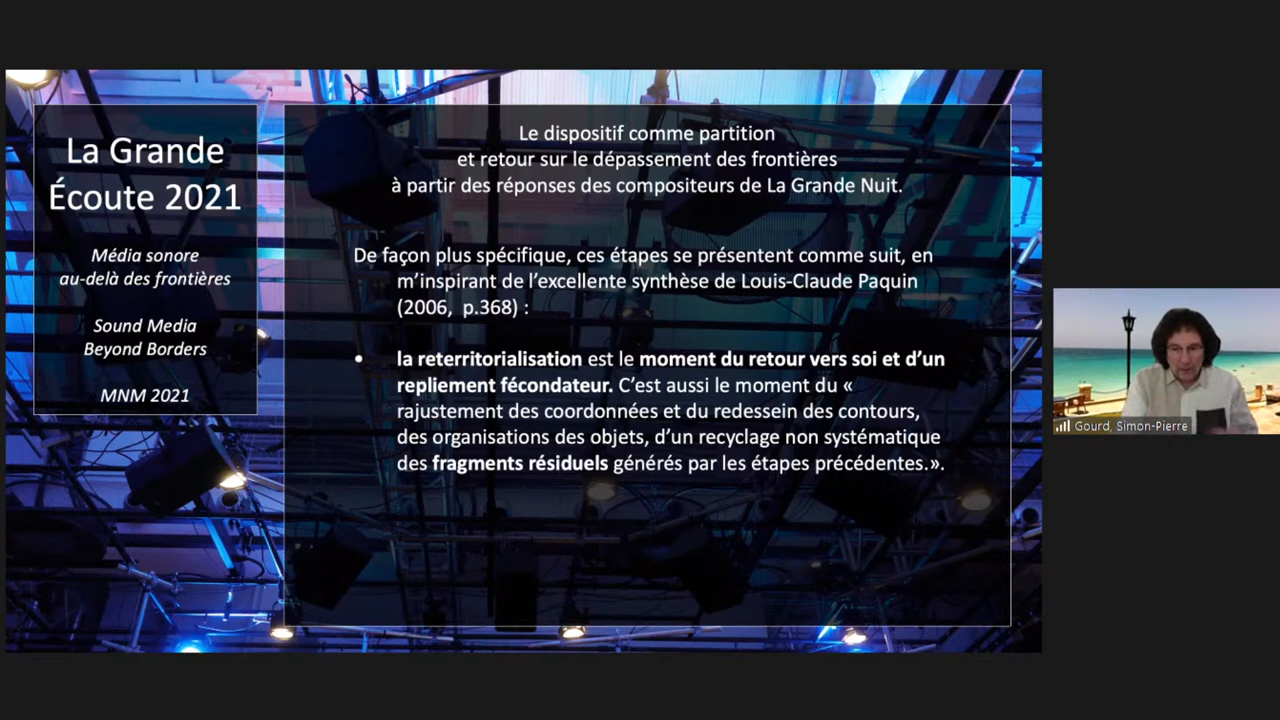 La Grande
Écoute 2021
Média sonore
au-delà des frontières
Sound Media
Beyond Borders
MNM 2021
Le dispositif comme partition
et retour sur le dépassement des frontières
à partir des réponses des compositeurs de La Grande Nuit.
De façon plus spécifique, ces étapes se présentent comme suit, en
m’inspirant de l’excellente synthèse de Louis-Claude Paquin
(2006, p.368) :
• la reterritorialisation est le moment du retour vers soi et d’un
repliement fécondateur. C’est aussi le moment du «
rajustement des coordonnées et du redessein des contours,
des organisations des objets, d’un recyclage non systématique
des fragments résiduels générés par les étapes précédentes.».
Gourd, Simon-Pierre